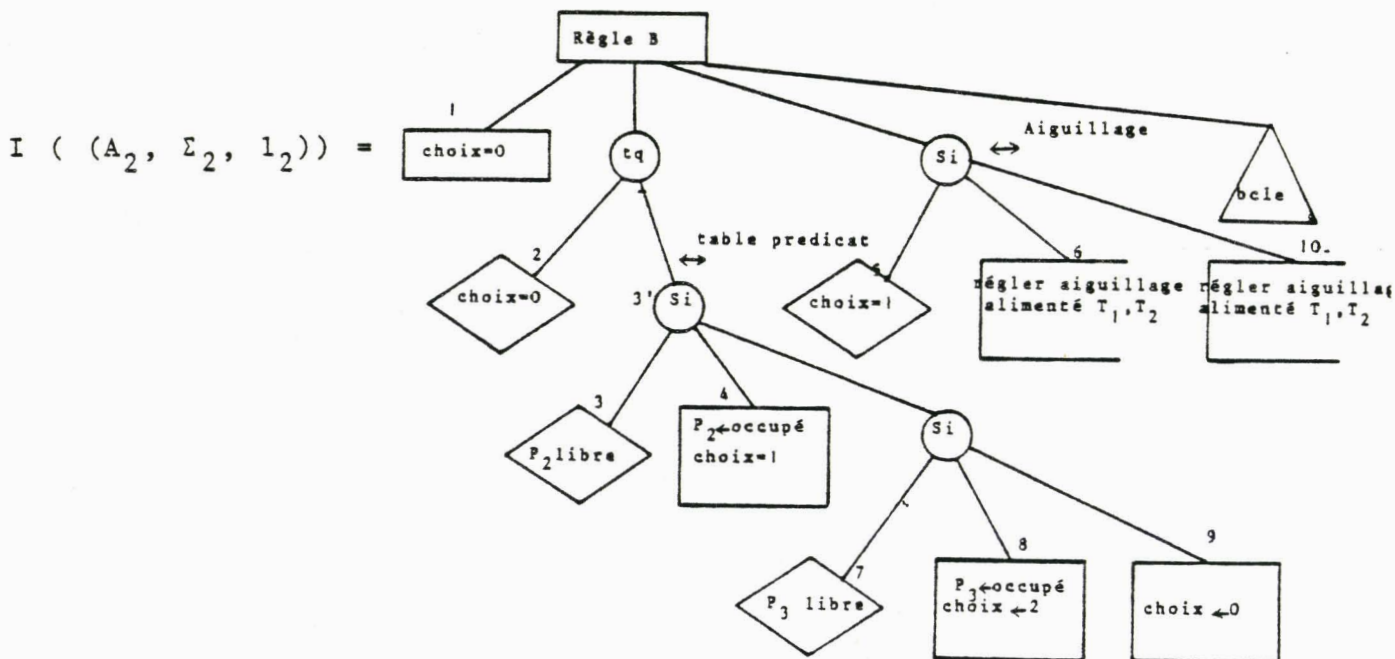 Règle B
1
Aiguillage
I ( (A₂, Σ₂, 1₂)) =
choix=0
tq
Si
bcle
table predicat
2
choix=0
3'
Si
5
choix=1
6
régler aiguillage
alimenté T₁,T₂
10
régler aiguillag
alimenté T₁,T₂
3
P₂ libre
4
P₂←occupé
choix=1
Si
7
P₃ libre
8
P₃←occupé
choix←2
9
choix←0